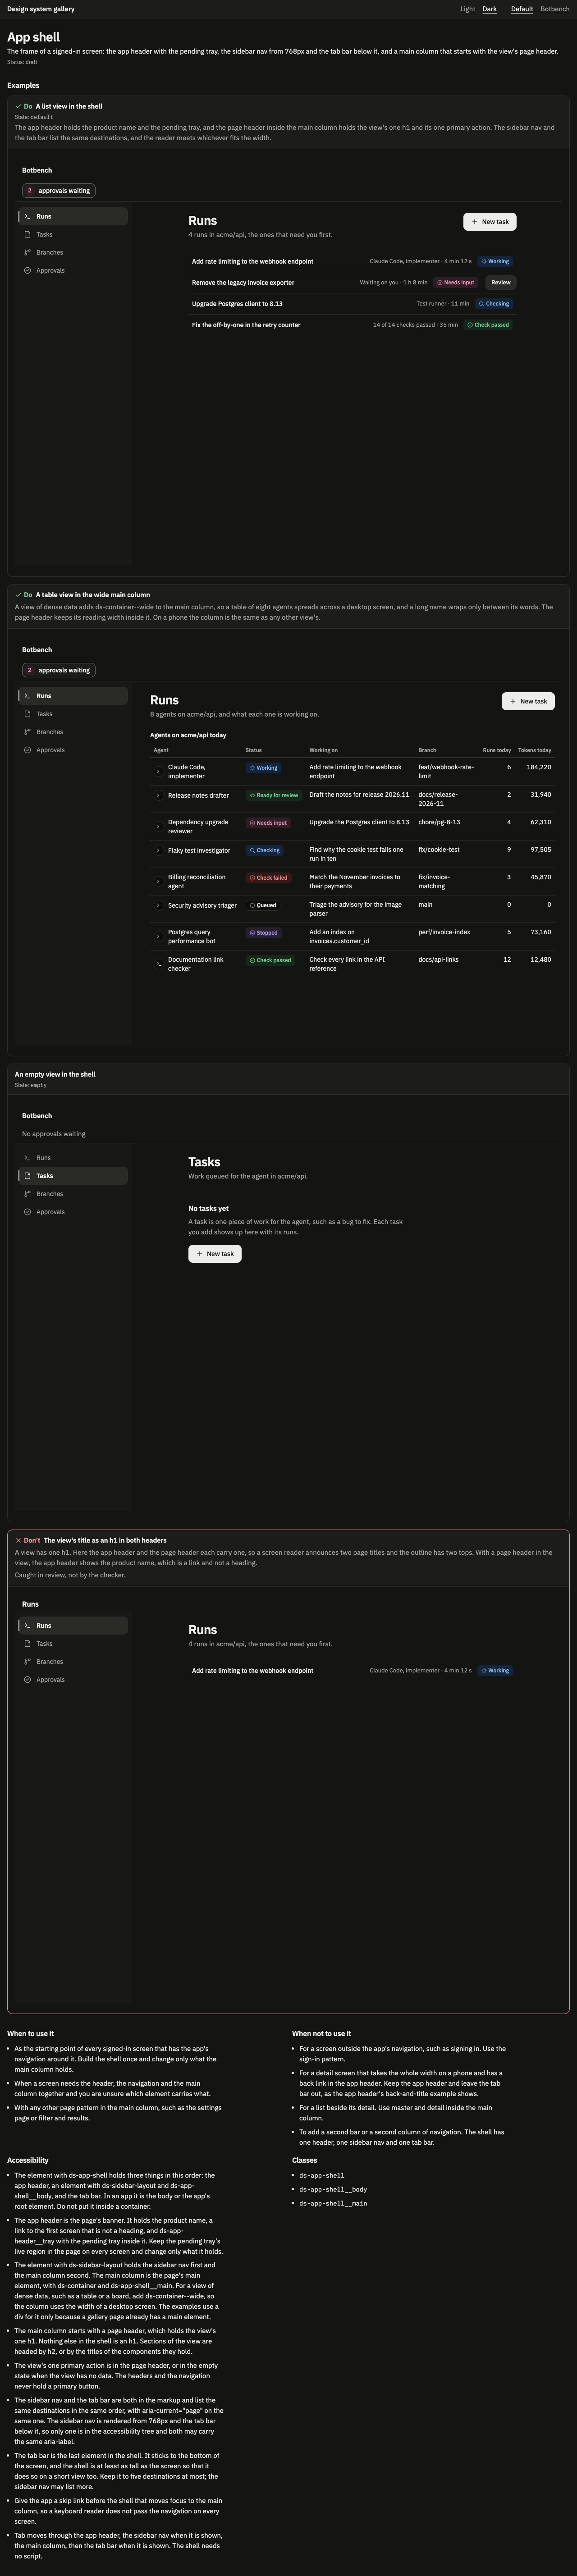 Design system gallery
Light Dark Default Botbench
App shell
The frame of a signed-in screen: the app header with the pending tray, the sidebar nav from 768px and the tab bar below it, and a main column that starts with the view's page header.
Status: draft
Examples
Do A list view in the shell
State: default
The app header holds the product name and the pending tray, and the page header inside the main column holds the view's one h1 and its one primary action. The sidebar nav and
the tab bar list the same destinations, and the reader meets whichever fits the width.
Botbench
2 approvals waiting
Runs
Tasks
Branches
Approvals
Runs
New task
4 runs in acme/api, the ones that need you first.
Add rate limiting to the webhook endpoint Claude Code, implementer · 4 min 12 s Working
Remove the legacy invoice exporter Waiting on you · 1 h 8 min Needs input Review
Upgrade Postgres client to 8.13 Test runner · 11 min Checking
Fix the off-by-one in the retry counter 14 of 14 checks passed · 35 min Check passed
Do A table view in the wide main column
A view of dense data adds ds-container--wide to the main column, so a table of eight agents spreads across a desktop screen, and a long name wraps only between its words. The
page header keeps its reading width inside it. On a phone the column is the same as any other view's.
Botbench
2 approvals waiting
Runs
Tasks
Branches
Approvals
Runs
New task
8 agents on acme/api, and what each one is working on.
Agents on acme/api today
Agent Status Working on Branch Runs today Tokens today
Claude Code, implementer Working Add rate limiting to the webhook endpoint feat/webhook-rate-limit 6 184,220
Release notes drafter Ready for review Draft the notes for release 2026.11 docs/release-2026-11 2 31,940
Dependency upgrade reviewer Needs input Upgrade the Postgres client to 8.13 chore/pg-8-13 4 62,310
Flaky test investigator Checking Find why the cookie test fails one run in ten fix/cookie-test 9 97,505
Billing reconciliation agent Check failed Match the November invoices to their payments fix/invoice-matching 3 45,870
Security advisory triager Queued Triage the advisory for the image parser main 0 0
Postgres query performance bot Stopped Add an index on invoices.customer_id perf/invoice-index 5 73,160
Documentation link checker Check passed Check every link in the API reference docs/api-links 12 12,480
An empty view in the shell
State: empty
Botbench
No approvals waiting
Runs
Tasks
Branches
Approvals
Tasks
Work queued for the agent in acme/api.
No tasks yet
A task is one piece of work for the agent, such as a bug to fix. Each task
you add shows up here with its runs.
New task
Don't The view's title as an h1 in both headers
A view has one h1. Here the app header and the page header each carry one, so a screen reader announces two page titles and the outline has two tops. With a page header in the
view, the app header shows the product name, which is a link and not a heading.
Caught in review, not by the checker.
Runs
Runs
Tasks
Branches
Approvals
Runs
4 runs in acme/api, the ones that need you first.
Add rate limiting to the webhook endpoint Claude Code, implementer · 4 min 12 s Working
When to use it
As the starting point of every signed-in screen that has the app's
navigation around it. Build the shell once and change only what the
main column holds.
When a screen needs the header, the navigation and the main
column together and you are unsure which element carries what.
With any other page pattern in the main column, such as the settings
page or filter and results.
When not to use it
For a screen outside the app's navigation, such as signing in. Use the
sign-in pattern.
For a detail screen that takes the whole width on a phone and has a
back link in the app header. Keep the app header and leave the tab
bar out, as the app header's back-and-title example shows.
For a list beside its detail. Use master and detail inside the main
column.
To add a second bar or a second column of navigation. The shell has
one header, one sidebar nav and one tab bar.
Accessibility
The element with ds-app-shell holds three things in this order: the
app header, an element with ds-sidebar-layout and ds-app-
shell__body, and the tab bar. In an app it is the body or the app's
root element. Do not put it inside a container.
The app header is the page's banner. It holds the product name, a
link to the first screen that is not a heading, and ds-app-
header__tray with the pending tray inside it. Keep the pending tray's
live region in the page on every screen and change only what it holds.
The element with ds-sidebar-layout holds the sidebar nav first and
the main column second. The main column is the page's main
element, with ds-container and ds-app-shell__main. For a view of
dense data, such as a table or a board, add ds-container--wide, so
the column uses the width of a desktop screen. The examples use a
div for it only because a gallery page already has a main element.
The main column starts with a page header, which holds the view's
one h1. Nothing else in the shell is an h1. Sections of the view are
headed by h2, or by the titles of the components they hold.
The view's one primary action is in the page header, or in the empty
state when the view has no data. The headers and the navigation
never hold a primary button.
The sidebar nav and the tab bar are both in the markup and list the
same destinations in the same order, with aria-current="page" on the
same one. The sidebar nav is rendered from 768px and the tab bar
below it, so only one is in the accessibility tree and both may carry
the same aria-label.
The tab bar is the last element in the shell. It sticks to the bottom of
the screen, and the shell is at least as tall as the screen so that it
does so on a short view too. Keep it to five destinations at most; the
sidebar nav may list more.
Give the app a skip link before the shell that moves focus to the main
column, so a keyboard reader does not pass the navigation on every
screen.
Tab moves through the app header, the sidebar nav when it is shown,
the main column, then the tab bar when it is shown. The shell needs
no script.
Classes
ds-app-shell
ds-app-shell__body
ds-app-shell__main